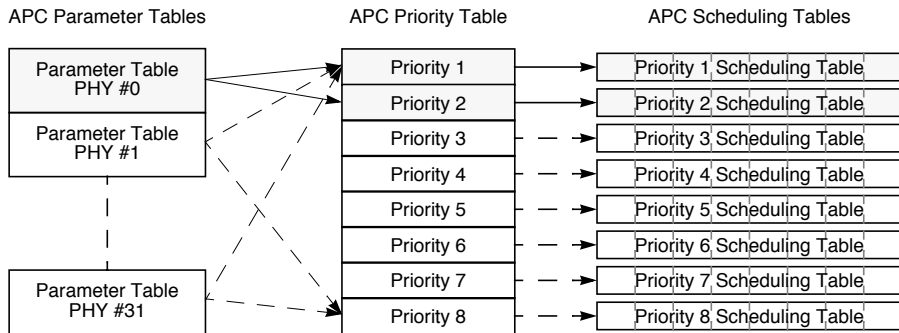 APC Parameter Tables
APC Priority Table
APC Scheduling Tables
Parameter Table
PHY #0
Parameter Table
PHY #1
Parameter Table
PHY #31
Priority 1
Priority 2
Priority 3
Priority 4
Priority 5
Priority 6
Priority 7
Priority 8
Priority 1 Scheduling Table
Priority 2 Scheduling Table
Priority 3 Scheduling Table
Priority 4 Scheduling Table
Priority 5 Scheduling Table
Priority 6 Scheduling Table
Priority 7 Scheduling Table
Priority 8 Scheduling Table